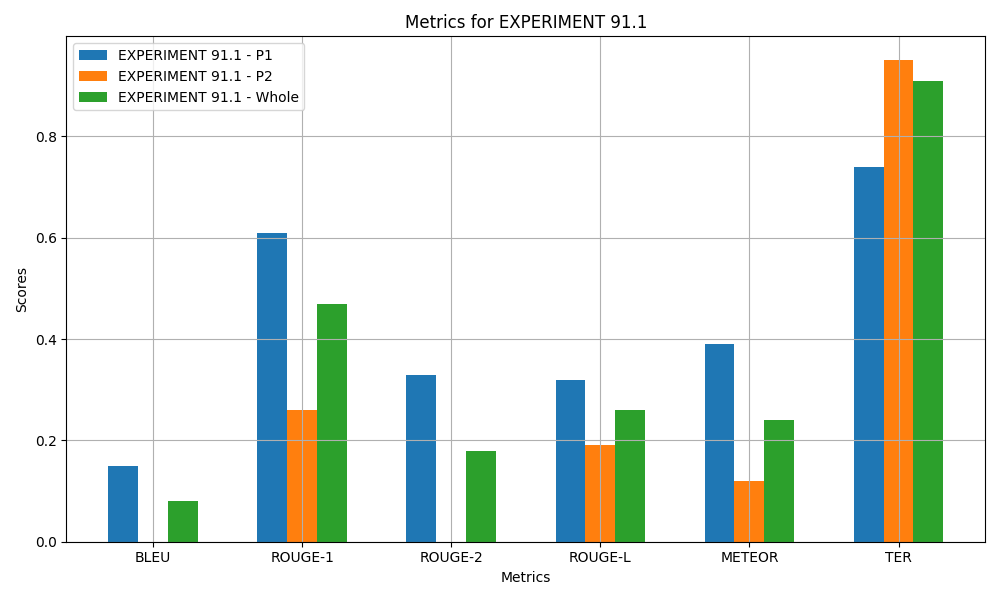 Metrics for EXPERIMENT 91.1
EXPERIMENT 91.1 - P1
EXPERIMENT 91.1 - P2
EXPERIMENT 91.1 - Whole
Scores
0.8
0.6
0.4
0.2
0.0
BLEU
ROUGE-1
ROUGE-2
ROUGE-L
METEOR
TER
Metrics